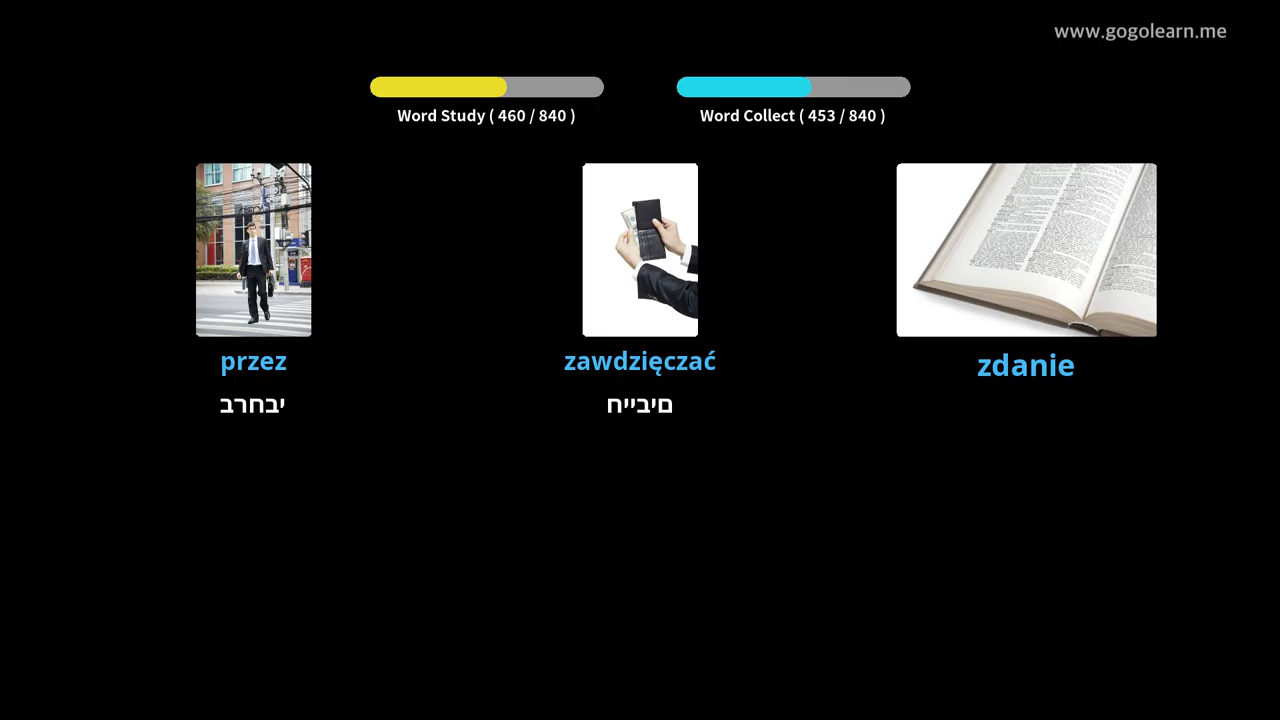 www.gogolearn.me
Word Study ( 460 / 840 )
Word Collect ( 453 / 840 )
przez
zawdzięczać
zdanie
יבחרב
םיבייח